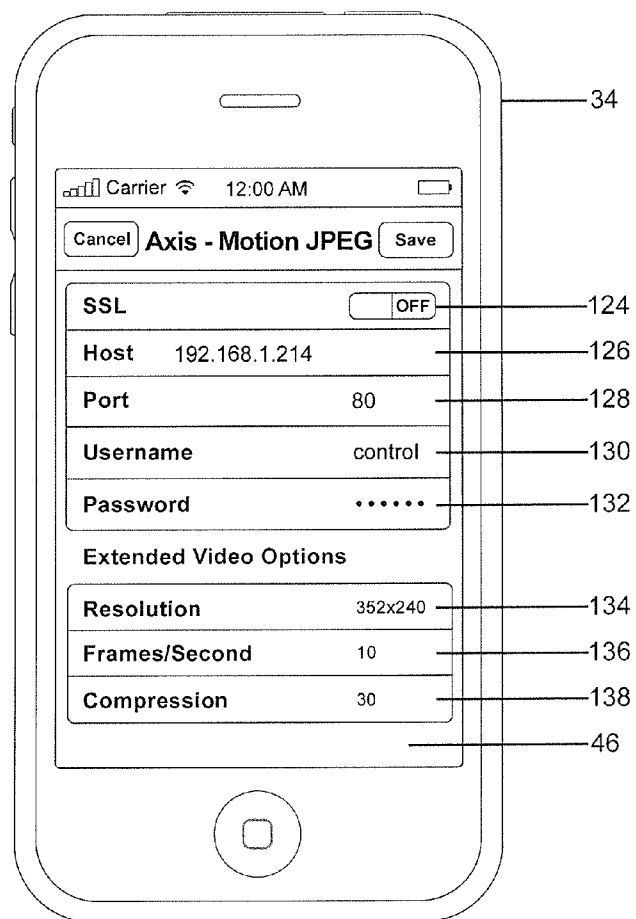 34
Carrier 12:00 AM
Cancel Axis - Motion JPEG Save
SSL OFF 124
Host 192.168.1.214 126
Port 80 128
Username control 130
Password •••••• 132
Extended Video Options
Resolution 352x240 134
Frames/Second 10 136
Compression 30 138
46